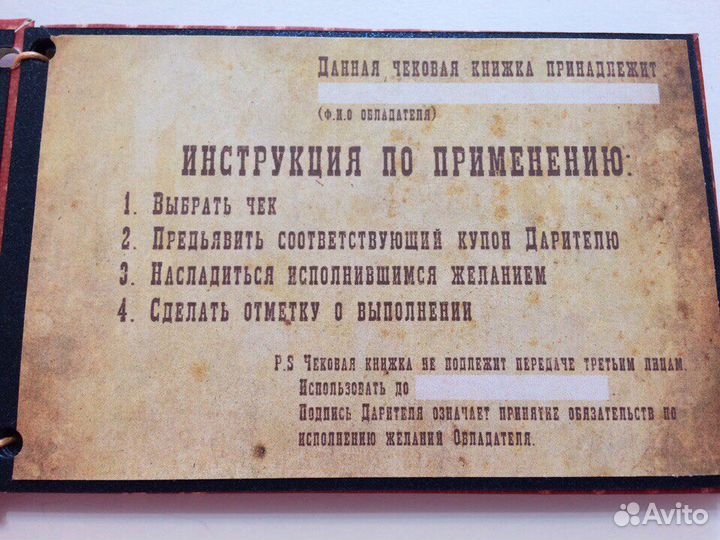 Данная чековая книжка принадлежит
(Ф.И.О обладателя)
Инструкция по применению:
1. Выбрать чек
2. Предьявить соответствующий купон Дарителю
3. Насладиться исполнившимся желанием
4. Сделать отметку о выполнении
P.S Чековая книжка не подлежит передаче третьим лицам.
Использовать до
Подпись Дарителя означает принятие обязательств по
исполнению желаний Обладателя.
Avito